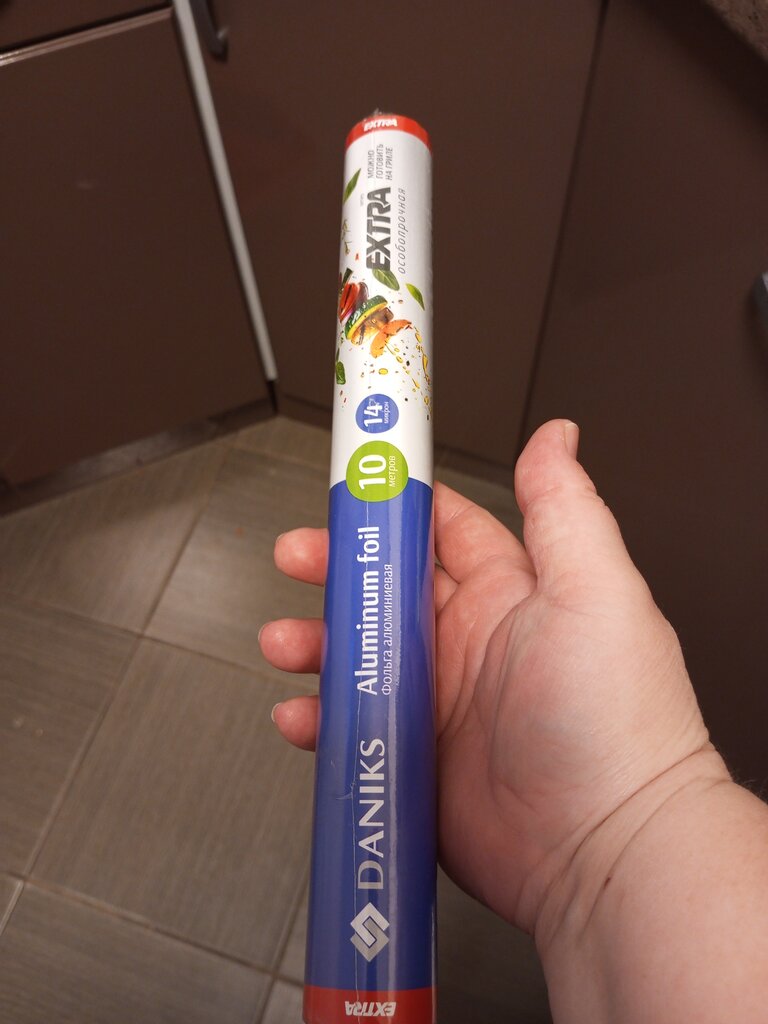 EXTRA
МОЖНО
ГОТОВИТЬ
НА ГРИЛЕ
EXTRA
особопрочная
14
микрон
10
метров
Aluminum foil
Фольга алюминиевая
DANIKS
EXTRA